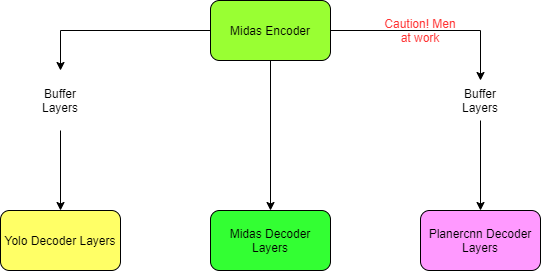 Midas Encoder
Caution! Men
at work
Buffer
Layers
Buffer
Layers
Yolo Decoder Layers
Midas Decoder
Layers
Planercnn Decoder
Layers